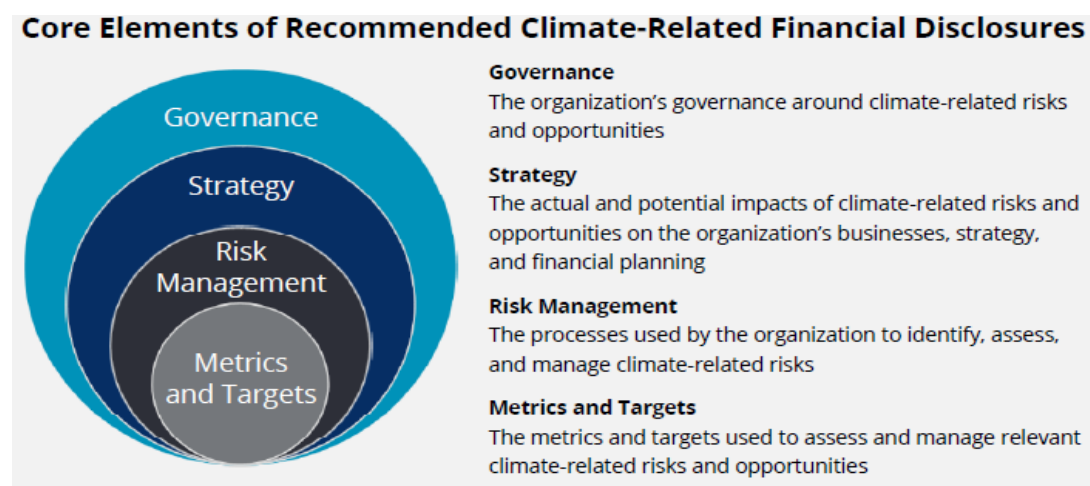 Core Elements of Recommended Climate-Related Financial Disclosures
Governance
Strategy
Risk
Management
Metrics
and Targets
Governance
The organization’s governance around climate-related risks
and opportunities
Strategy
The actual and potential impacts of climate-related risks and
opportunities on the organization’s businesses, strategy,
and financial planning
Risk Management
The processes used by the organization to identify, assess,
and manage climate-related risks
Metrics and Targets
The metrics and targets used to assess and manage relevant
climate-related risks and opportunities